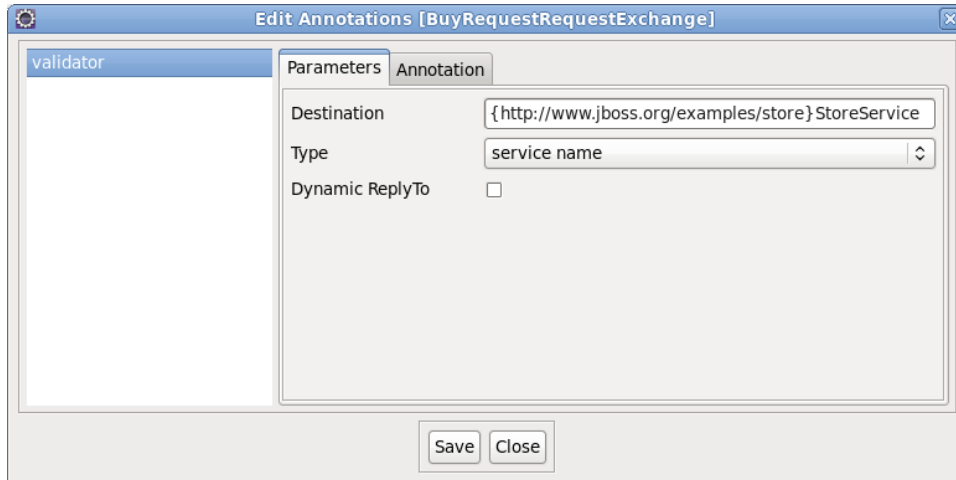 Edit Annotations [BuyRequestRequestExchange]
validator
Parameters Annotation
Destination {http://www.jboss.org/examples/store}StoreService
Type service name
Dynamic ReplyTo
Save Close